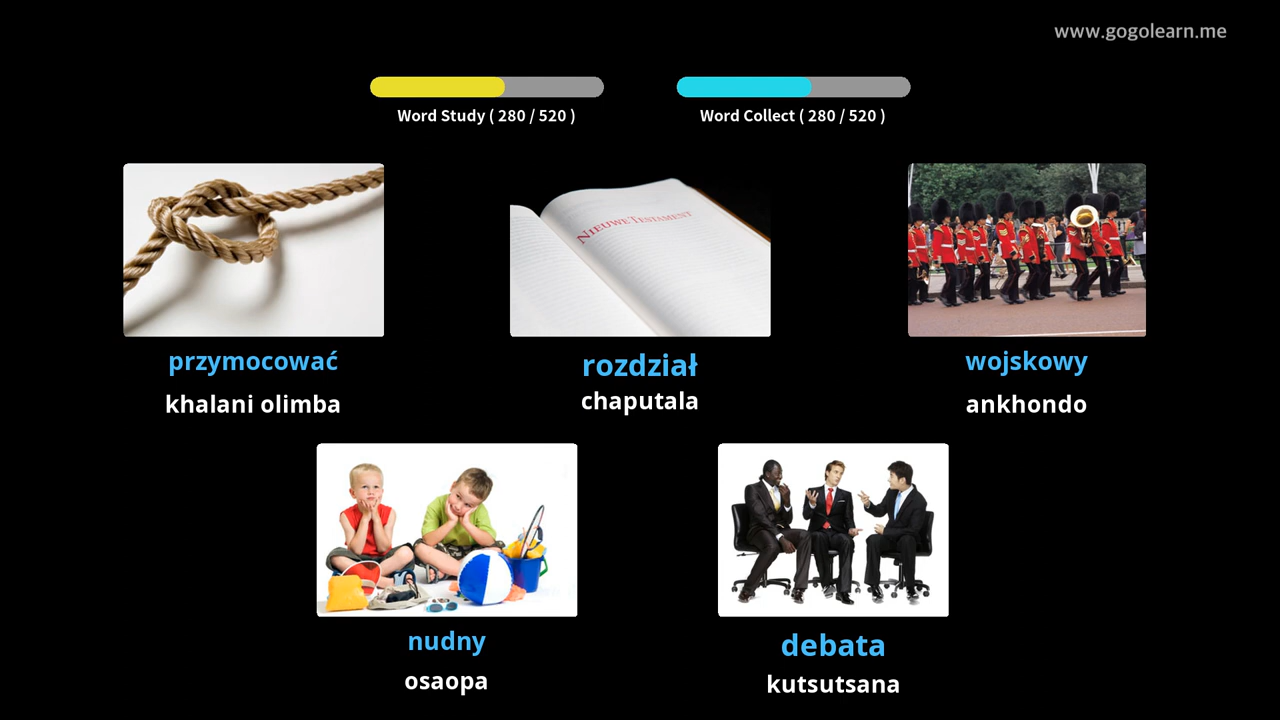 www.gogolearn.me
Word Study ( 280 / 520 )
Word Collect ( 280 / 520 )
NIEUWE TESTAMENT
przymocować
khalani olimba
rozdział
chaputala
wojskowy
ankhondo
nudny
osaopa
debata
kutsutsana